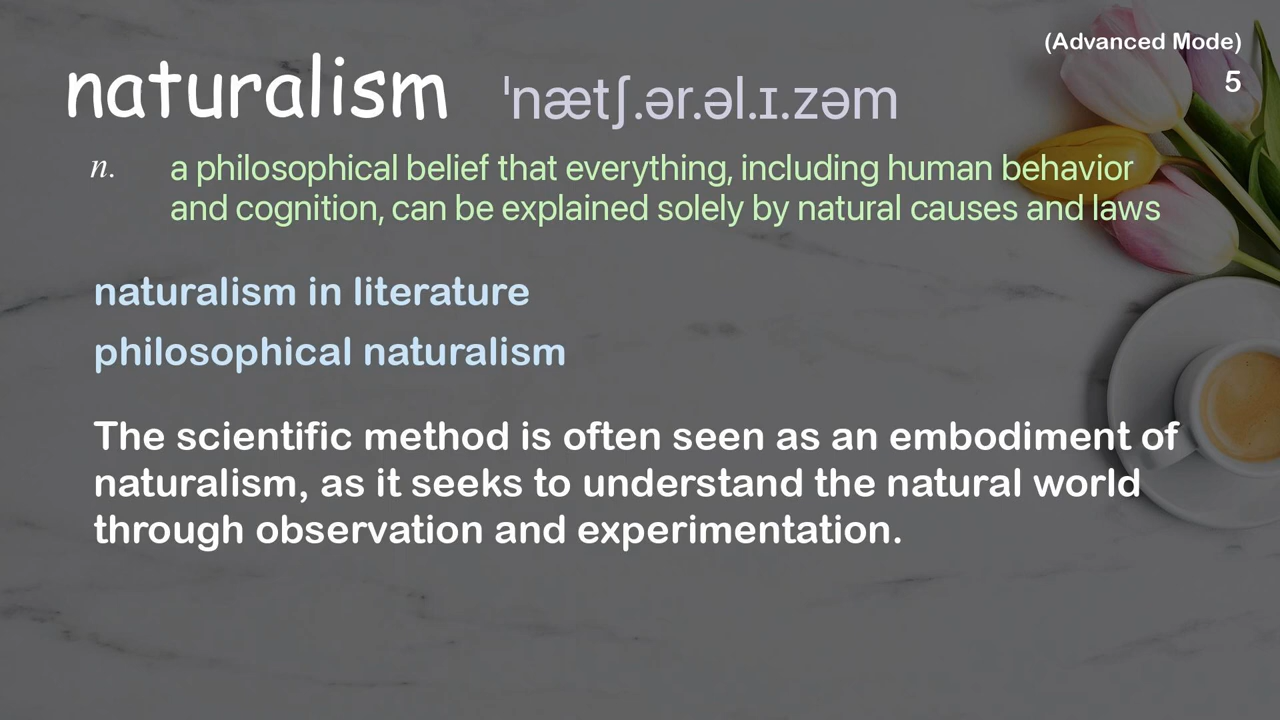 (Advanced Mode)
5
naturalism ˈnætʃ.ər.əl.ɪ.zəm
n. a philosophical belief that everything, including human behavior
and cognition, can be explained solely by natural causes and laws
naturalism in literature
philosophical naturalism
The scientific method is often seen as an embodiment of
naturalism, as it seeks to understand the natural world
through observation and experimentation.